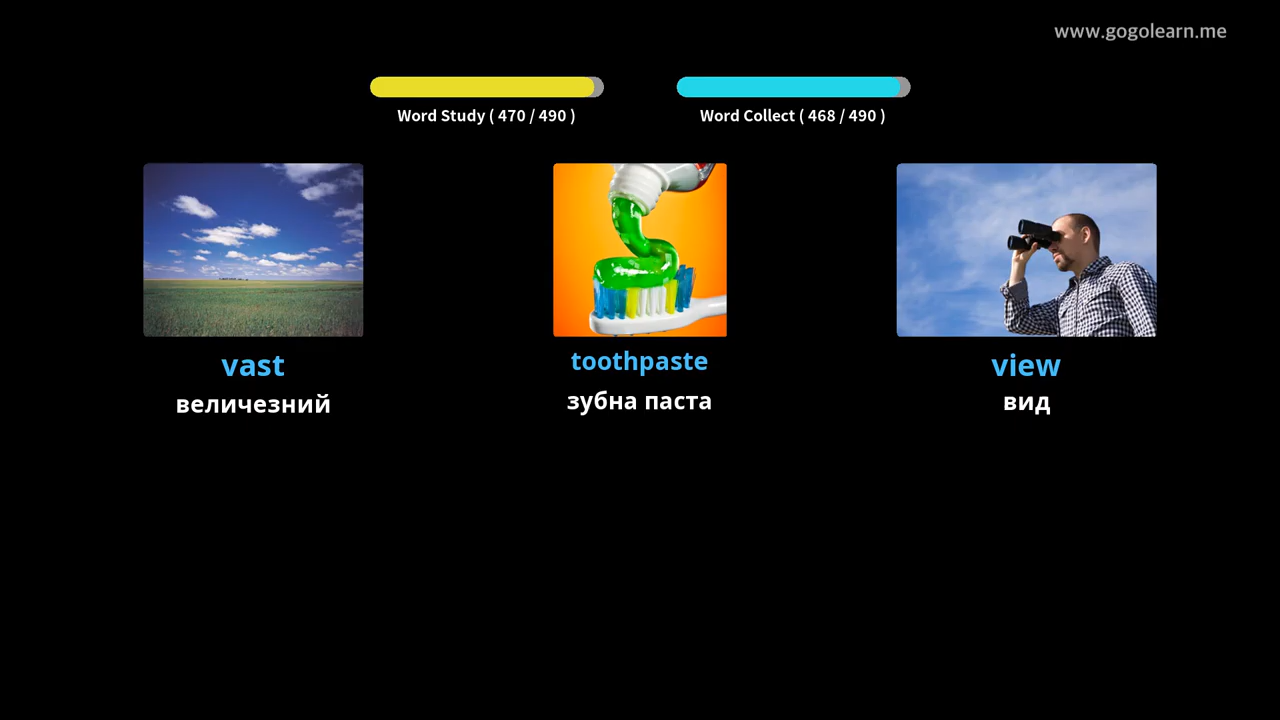 www.gogolearn.me
Word Study ( 470 / 490 )
Word Collect ( 468 / 490 )
vast
величезний
toothpaste
зубна паста
view
вид